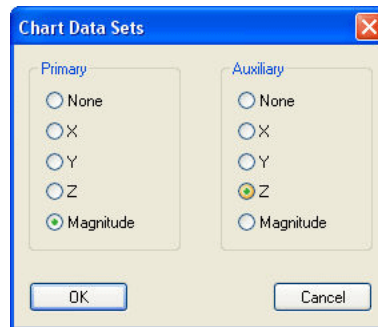 Chart Data Sets
Primary
None
X
Y
Z
Magnitude
Auxiliary
None
X
Y
Z
Magnitude
OK
Cancel